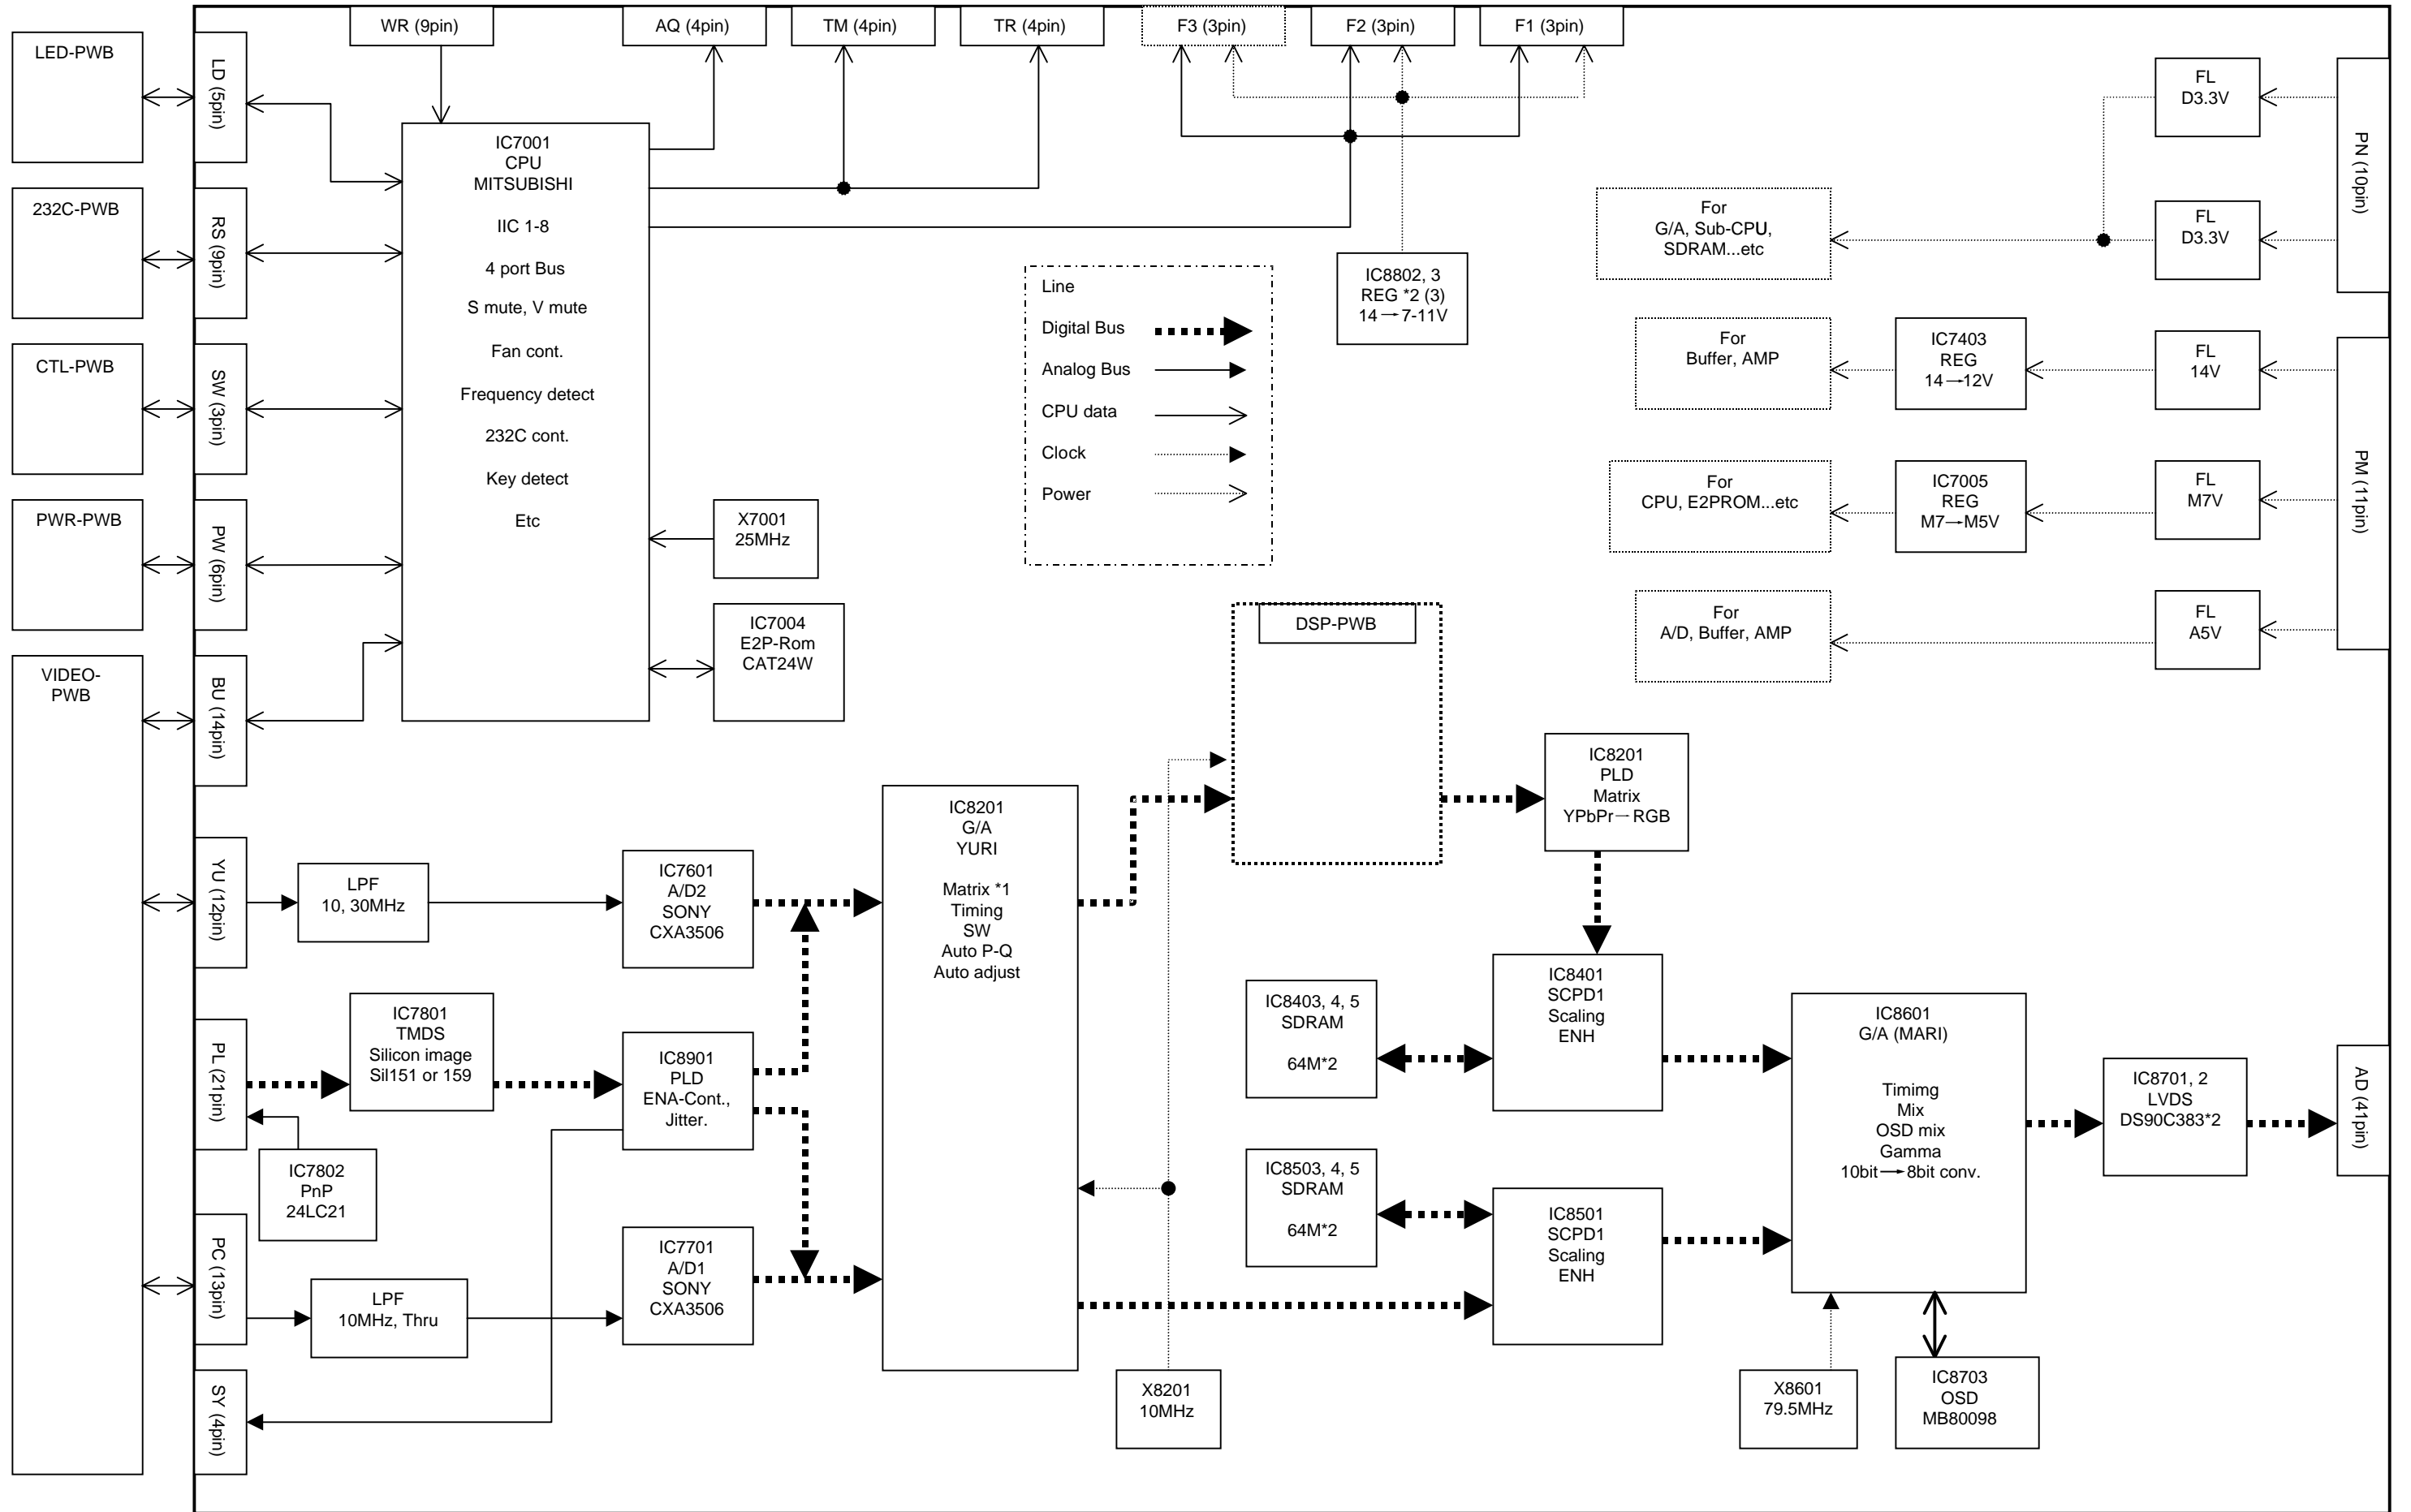 WR (9pin)
AQ (4pin)
TM (4pin)
TR (4pin)
F3 (3pin)
F2 (3pin)
F1 (3pin)
LED-PWB
LD (5pin)
232C-PWB
RS (9pin)
CTL-PWB
SW (3pin)
PWR-PWB
PW (6pin)
VIDEO-
PWB
BU (14pin)
YU (12pin)
PL (21pin)
PC (13pin)
SY (4pin)
IC7001
CPU
MITSUBISHI
IIC 1-8
4 port Bus
S mute, V mute
Fan cont.
Frequency detect
232C cont.
Key detect
Etc
X7001
25MHz
IC7004
E2P-Rom
CAT24W
Line
Digital Bus
Analog Bus
CPU data
Clock
Power
IC8802, 3
REG *2 (3)
14→7-11V
FL
D3.3V
FL
D3.3V
PN (10pin)
For
G/A, Sub-CPU,
SDRAM...etc
For
Buffer, AMP
IC7403
REG
14→12V
FL
14V
For
CPU, E2PROM...etc
IC7005
REG
M7→M5V
FL
M7V
PM (11pin)
For
A/D, Buffer, AMP
FL
A5V
DSP-PWB
IC8201
PLD
Matrix
YPbPr→RGB
LPF
10, 30MHz
IC7601
A/D2
SONY
CXA3506
IC8201
G/A
YURI
Matrix *1
Timing
SW
Auto P-Q
Auto adjust
IC7801
TMDS
Silicon image
Sil151 or 159
IC8901
PLD
ENA-Cont.,
Jitter.
IC7802
PnP
24LC21
LPF
10MHz, Thru
IC7701
A/D1
SONY
CXA3506
IC8403, 4, 5
SDRAM
64M*2
IC8401
SCPD1
Scaling
ENH
IC8503, 4, 5
SDRAM
64M*2
IC8501
SCPD1
Scaling
ENH
IC8601
G/A (MARI)
Timimg
Mix
OSD mix
Gamma
10bit→8bit conv.
IC8701, 2
LVDS
DS90C383*2
AD (41pin)
X8201
10MHz
X8601
79.5MHz
IC8703
OSD
MB80098